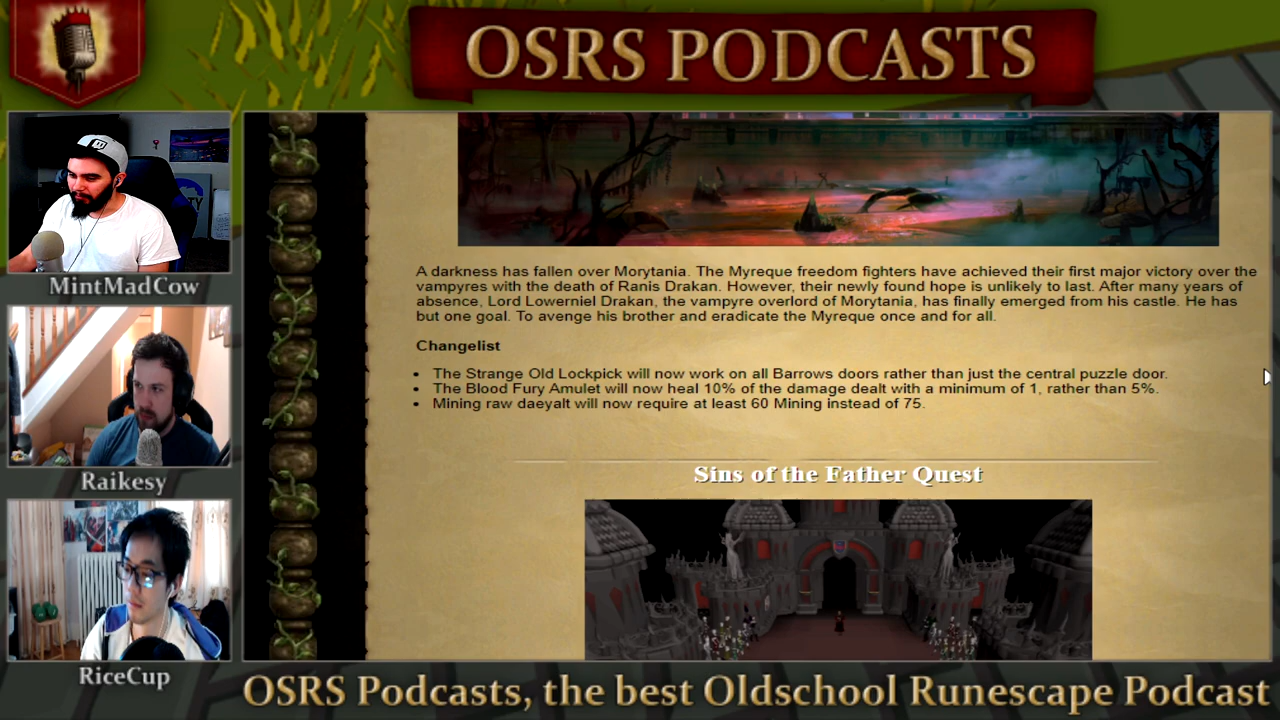 OSRS PODCASTS
MintMadCow
Raikesy
RiceCup
A darkness has fallen over Morytania. The Myreque freedom fighters have achieved their first major victory over the
vampyres with the death of Ranis Drakan. However, their newly found hope is unlikely to last. After many years of
absence, Lord Lowerniel Drakan, the vampyre overlord of Morytania, has finally emerged from his castle. He has
but one goal. To avenge his brother and eradicate the Myreque once and for all.
Changelist
• The Strange Old Lockpick will now work on all Barrows doors rather than just the central puzzle door.
• The Blood Fury Amulet will now heal 10% of the damage dealt with a minimum of 1, rather than 5%.
• Mining raw daeyalt will now require at least 60 Mining instead of 75.
Sins of the Father Quest
OSRS Podcasts, the best Oldschool Runescape Podcast